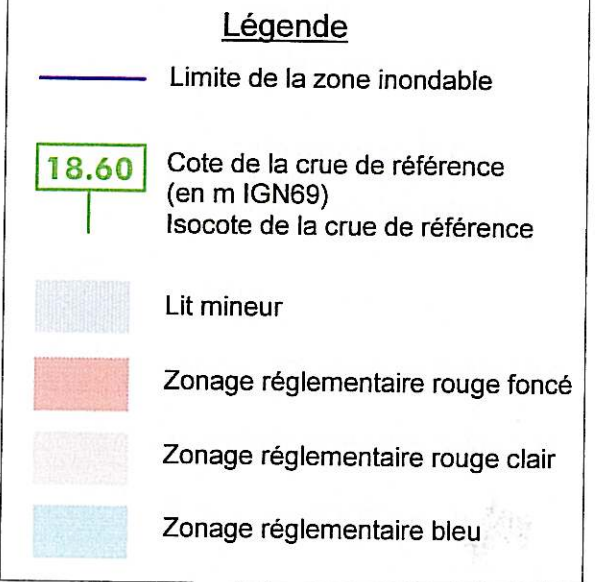 Légende
Limite de la zone inondable
18.60
Cote de la crue de référence
(en m IGN69)
Isocote de la crue de référence
Lit mineur
Zonage réglementaire rouge foncé
Zonage réglementaire rouge clair
Zonage réglementaire bleu